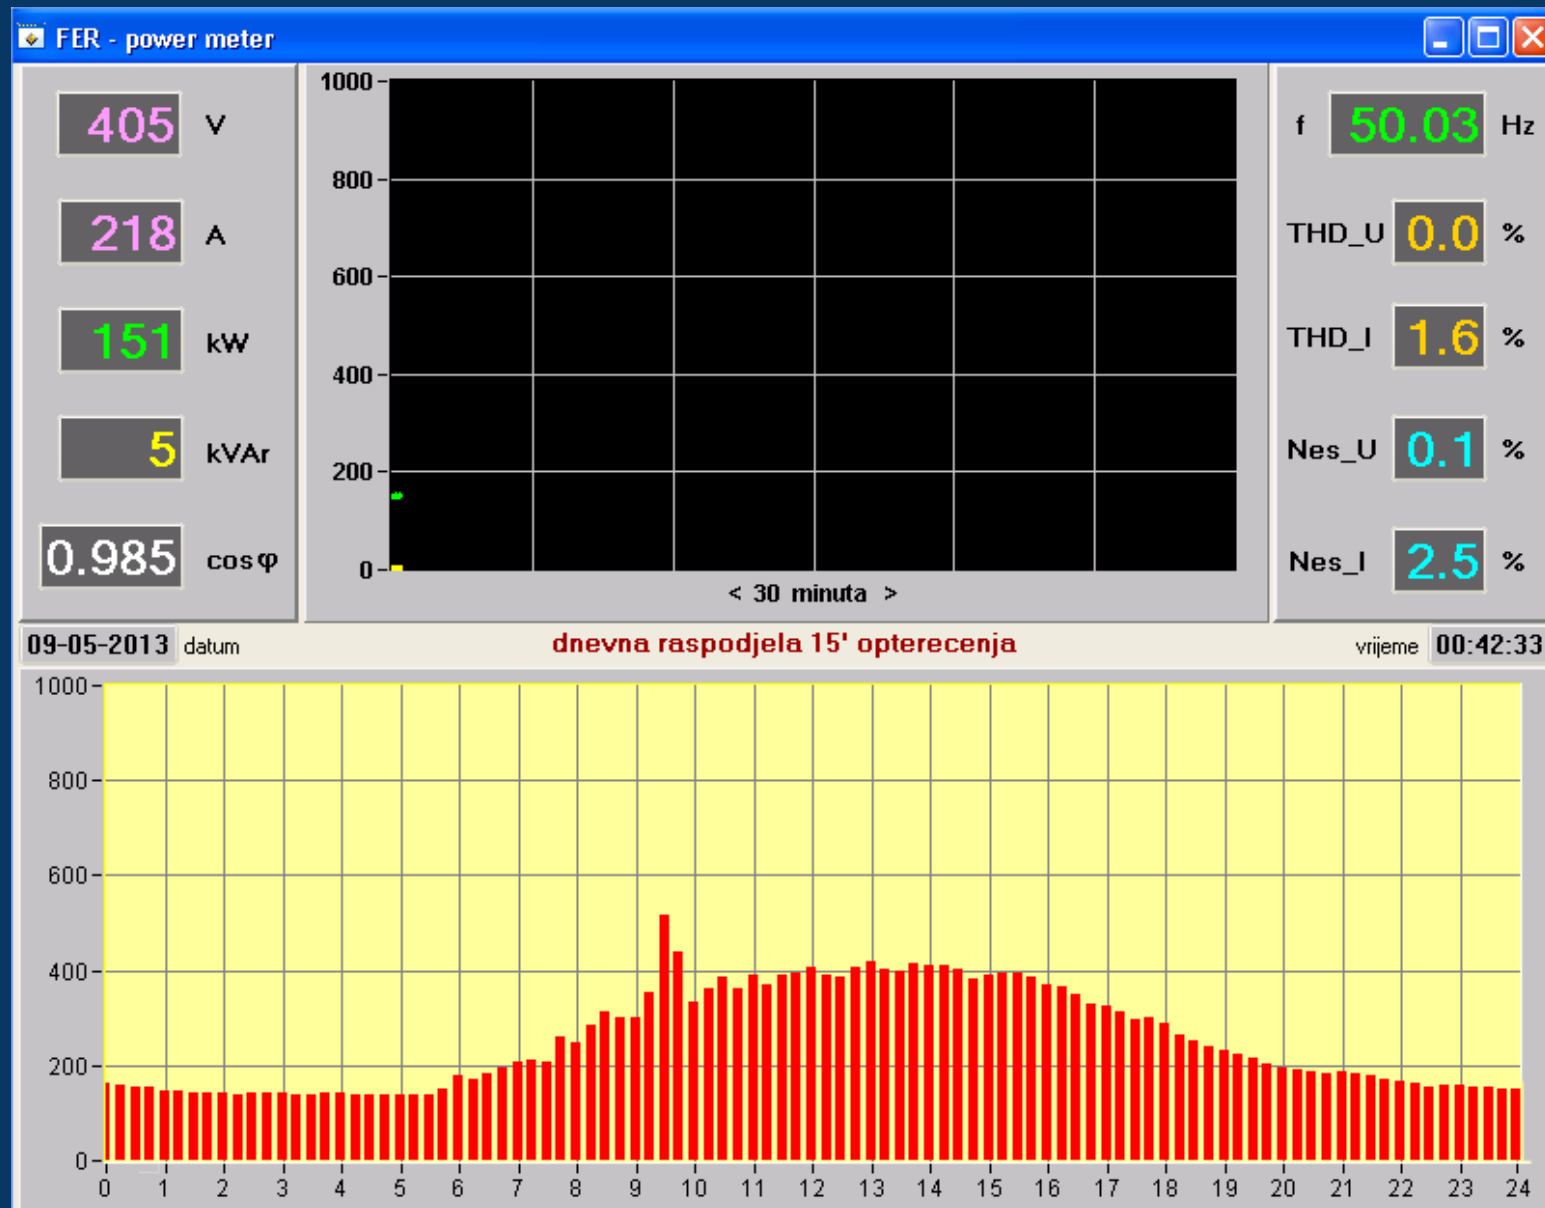 FER - power meter
405 V
218 A
151 kW
5 kVAr
0.985 cosφ
1000
800
600
400
200
0
< 30 minuta >
f 50.03 Hz
THD_U 0.0 %
THD_I 1.6 %
Nes_U 0.1 %
Nes_I 2.5 %
09-05-2013 datum
dnevna raspodjela 15' opterecenja
vrijeme 00:42:33
1000
800
600
400
200
0
0 1 2 3 4 5 6 7 8 9 10 11 12 13 14 15 16 17 18 19 20 21 22 23 24